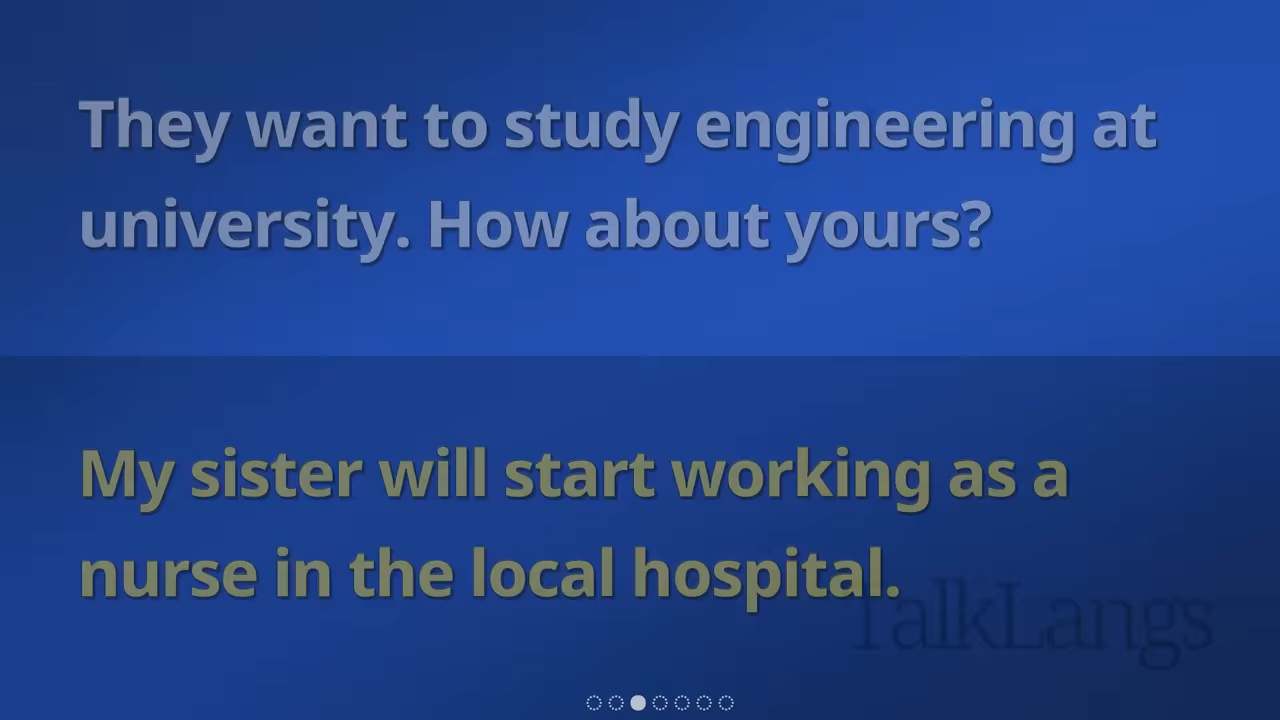 They want to study engineering at
university. How about yours?
My sister will start working as a
nurse in the local hospital.
TalkLangs